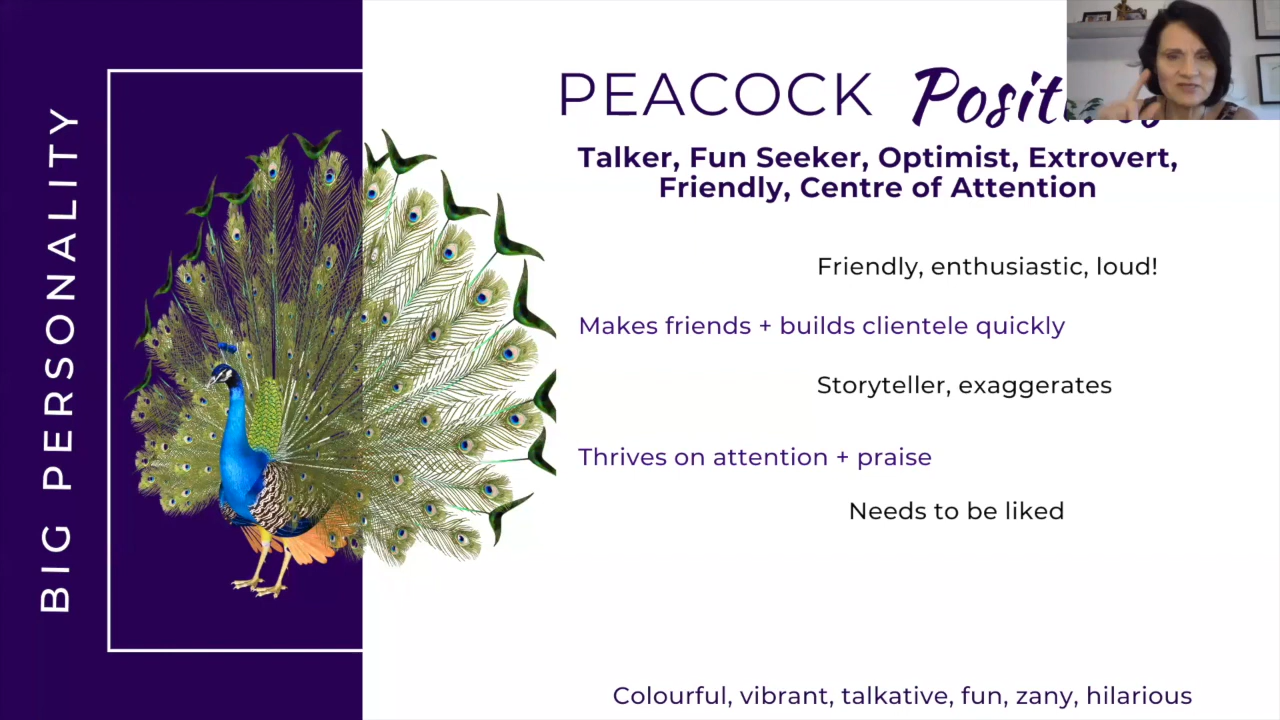 BIG PERSONALITY
PEACOCK
Talker, Fun Seeker, Optimist, Extrovert,
Friendly, Centre of Attention
Friendly, enthusiastic, loud!
Makes friends + builds clientele quickly
Storyteller, exaggerates
Thrives on attention + praise
Needs to be liked
Colourful, vibrant, talkative, fun, zany, hilarious